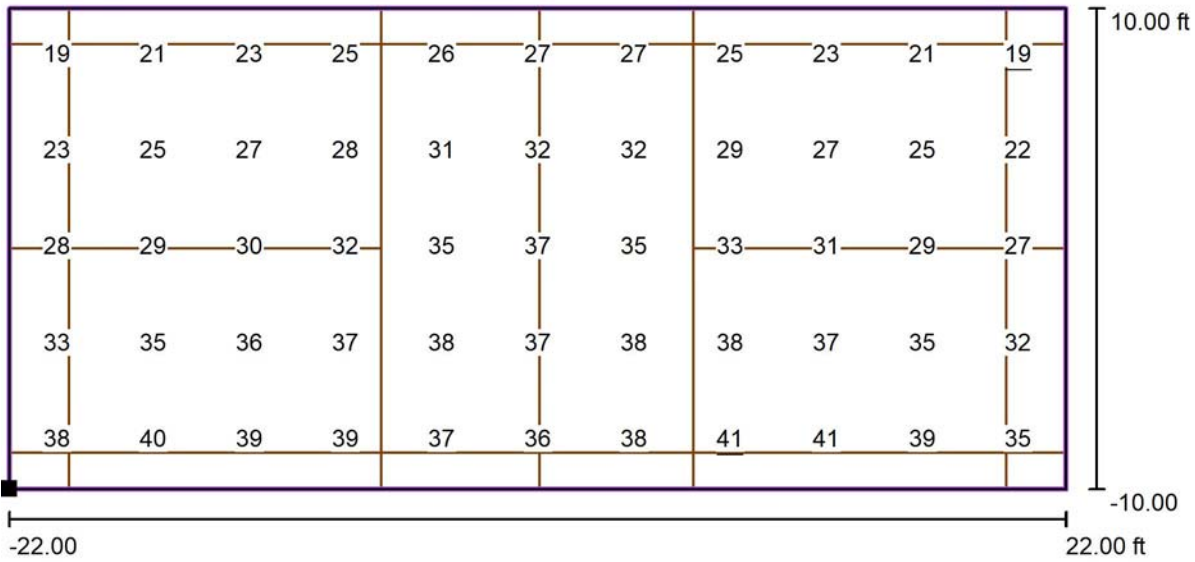 10.00 ft
19 21 23 25 26 27 27 25 23 21 19
23 25 27 28 31 32 32 29 27 25 22
28 29 30 32 35 37 35 33 31 29 27
33 35 36 37 38 37 38 38 37 35 32
38 40 39 39 37 36 38 41 41 39 35
-10.00
-22.00 22.00 ft